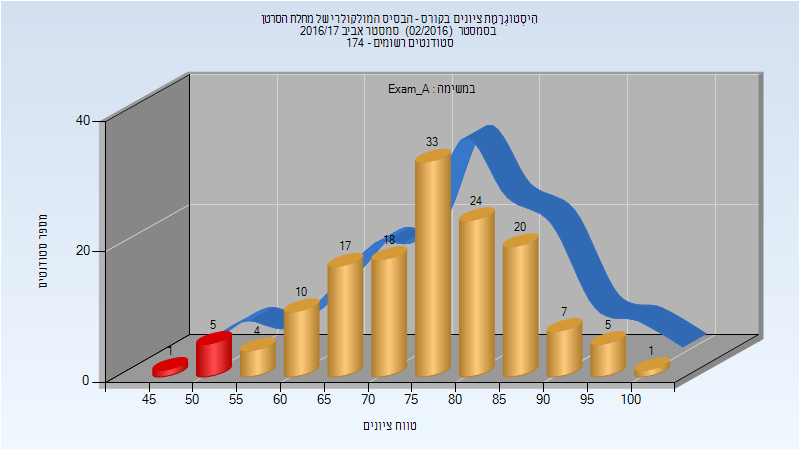 הִיסְטוֹגְרָמַת ציונים בקורס - הבסיס המולקולרי של מחלת הסרטן
בסמסטר (02/2016) סמסטר אביב 2016/17
סטודנטים רשומים - 174
במשימה : Exam_A
מספר סטודנטים
40
20
0
1
5
4
10
17
18
33
24
20
7
5
1
45 50 55 60 65 70 75 80 85 90 95 100
טווח ציונים